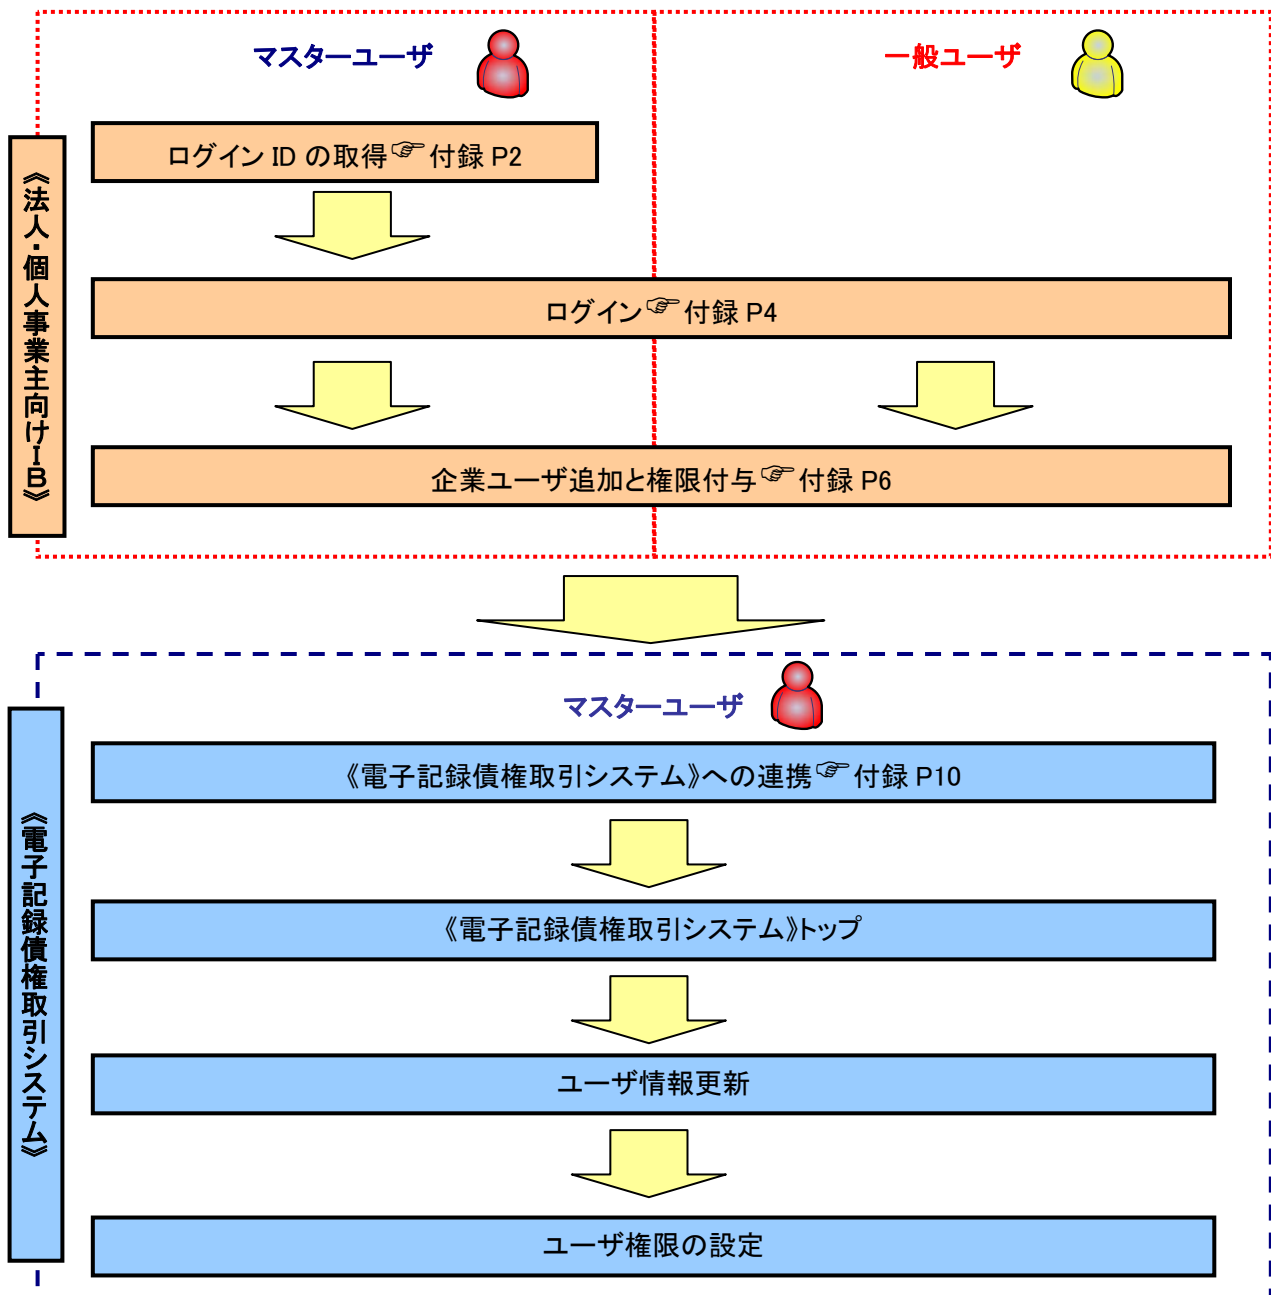 マスターユーザ
一般ユーザ
《法人・個人事業主向けIB》
ログイン ID の取得☞付録 P2
ログイン☞付録 P4
企業ユーザ追加と権限付与☞付録 P6
マスターユーザ
《電子記録債権取引システム》
《電子記録債権取引システム》への連携☞付録 P10
《電子記録債権取引システム》トップ
ユーザ情報更新
ユーザ権限の設定